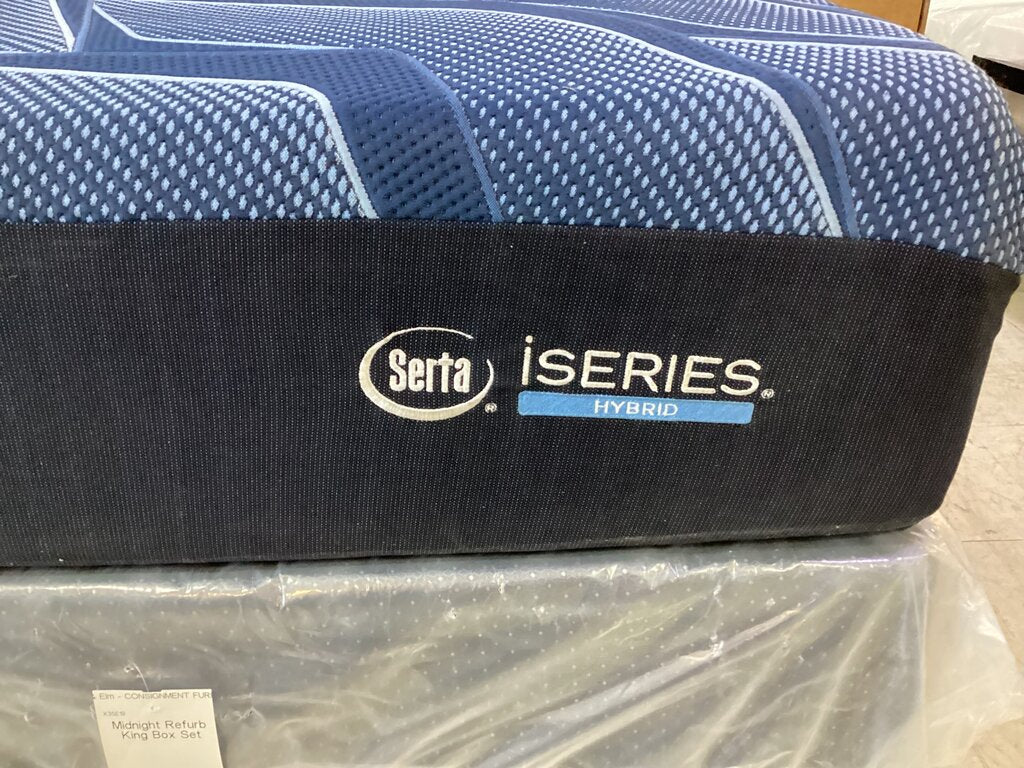 Serta
®
iSERIES®
HYBRID
Elm - CONSIGNMENT FUR
Midnight Refurb
King Box Set